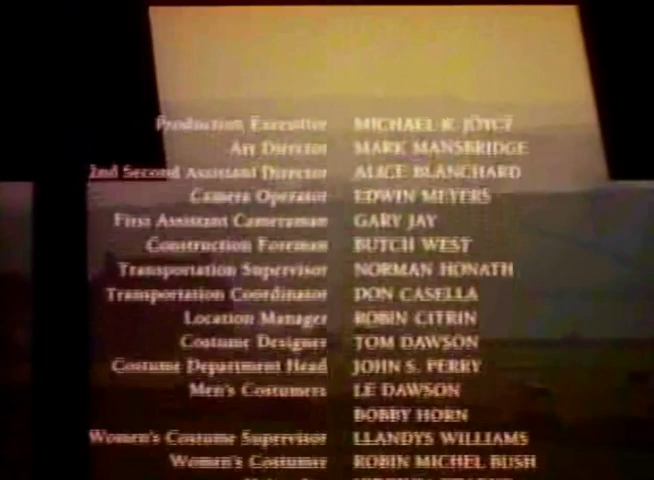 Production Executive MICHAEL R. JOYCE
Art Director MARK MANSBRIDGE
2nd Second Assistant Director ALICE BLANCHARD
Camera Operator EDWIN MEYERS
First Assistant Cameraman GARY JAY
Construction Foreman BUTCH WEST
Transportation Supervisor NORMAN HONATH
Transportation Coordinator DON CASELLA
Location Manager ROBIN CITRIN
Costume Designer TOM DAWSON
Costume Department Head JOHN S. PERRY
Men's Costumers LE DAWSON
BOBBY HORN
Women's Costume Supervisor LLANDYS WILLIAMS
Women's Costumer ROBIN MICHEL BUSH